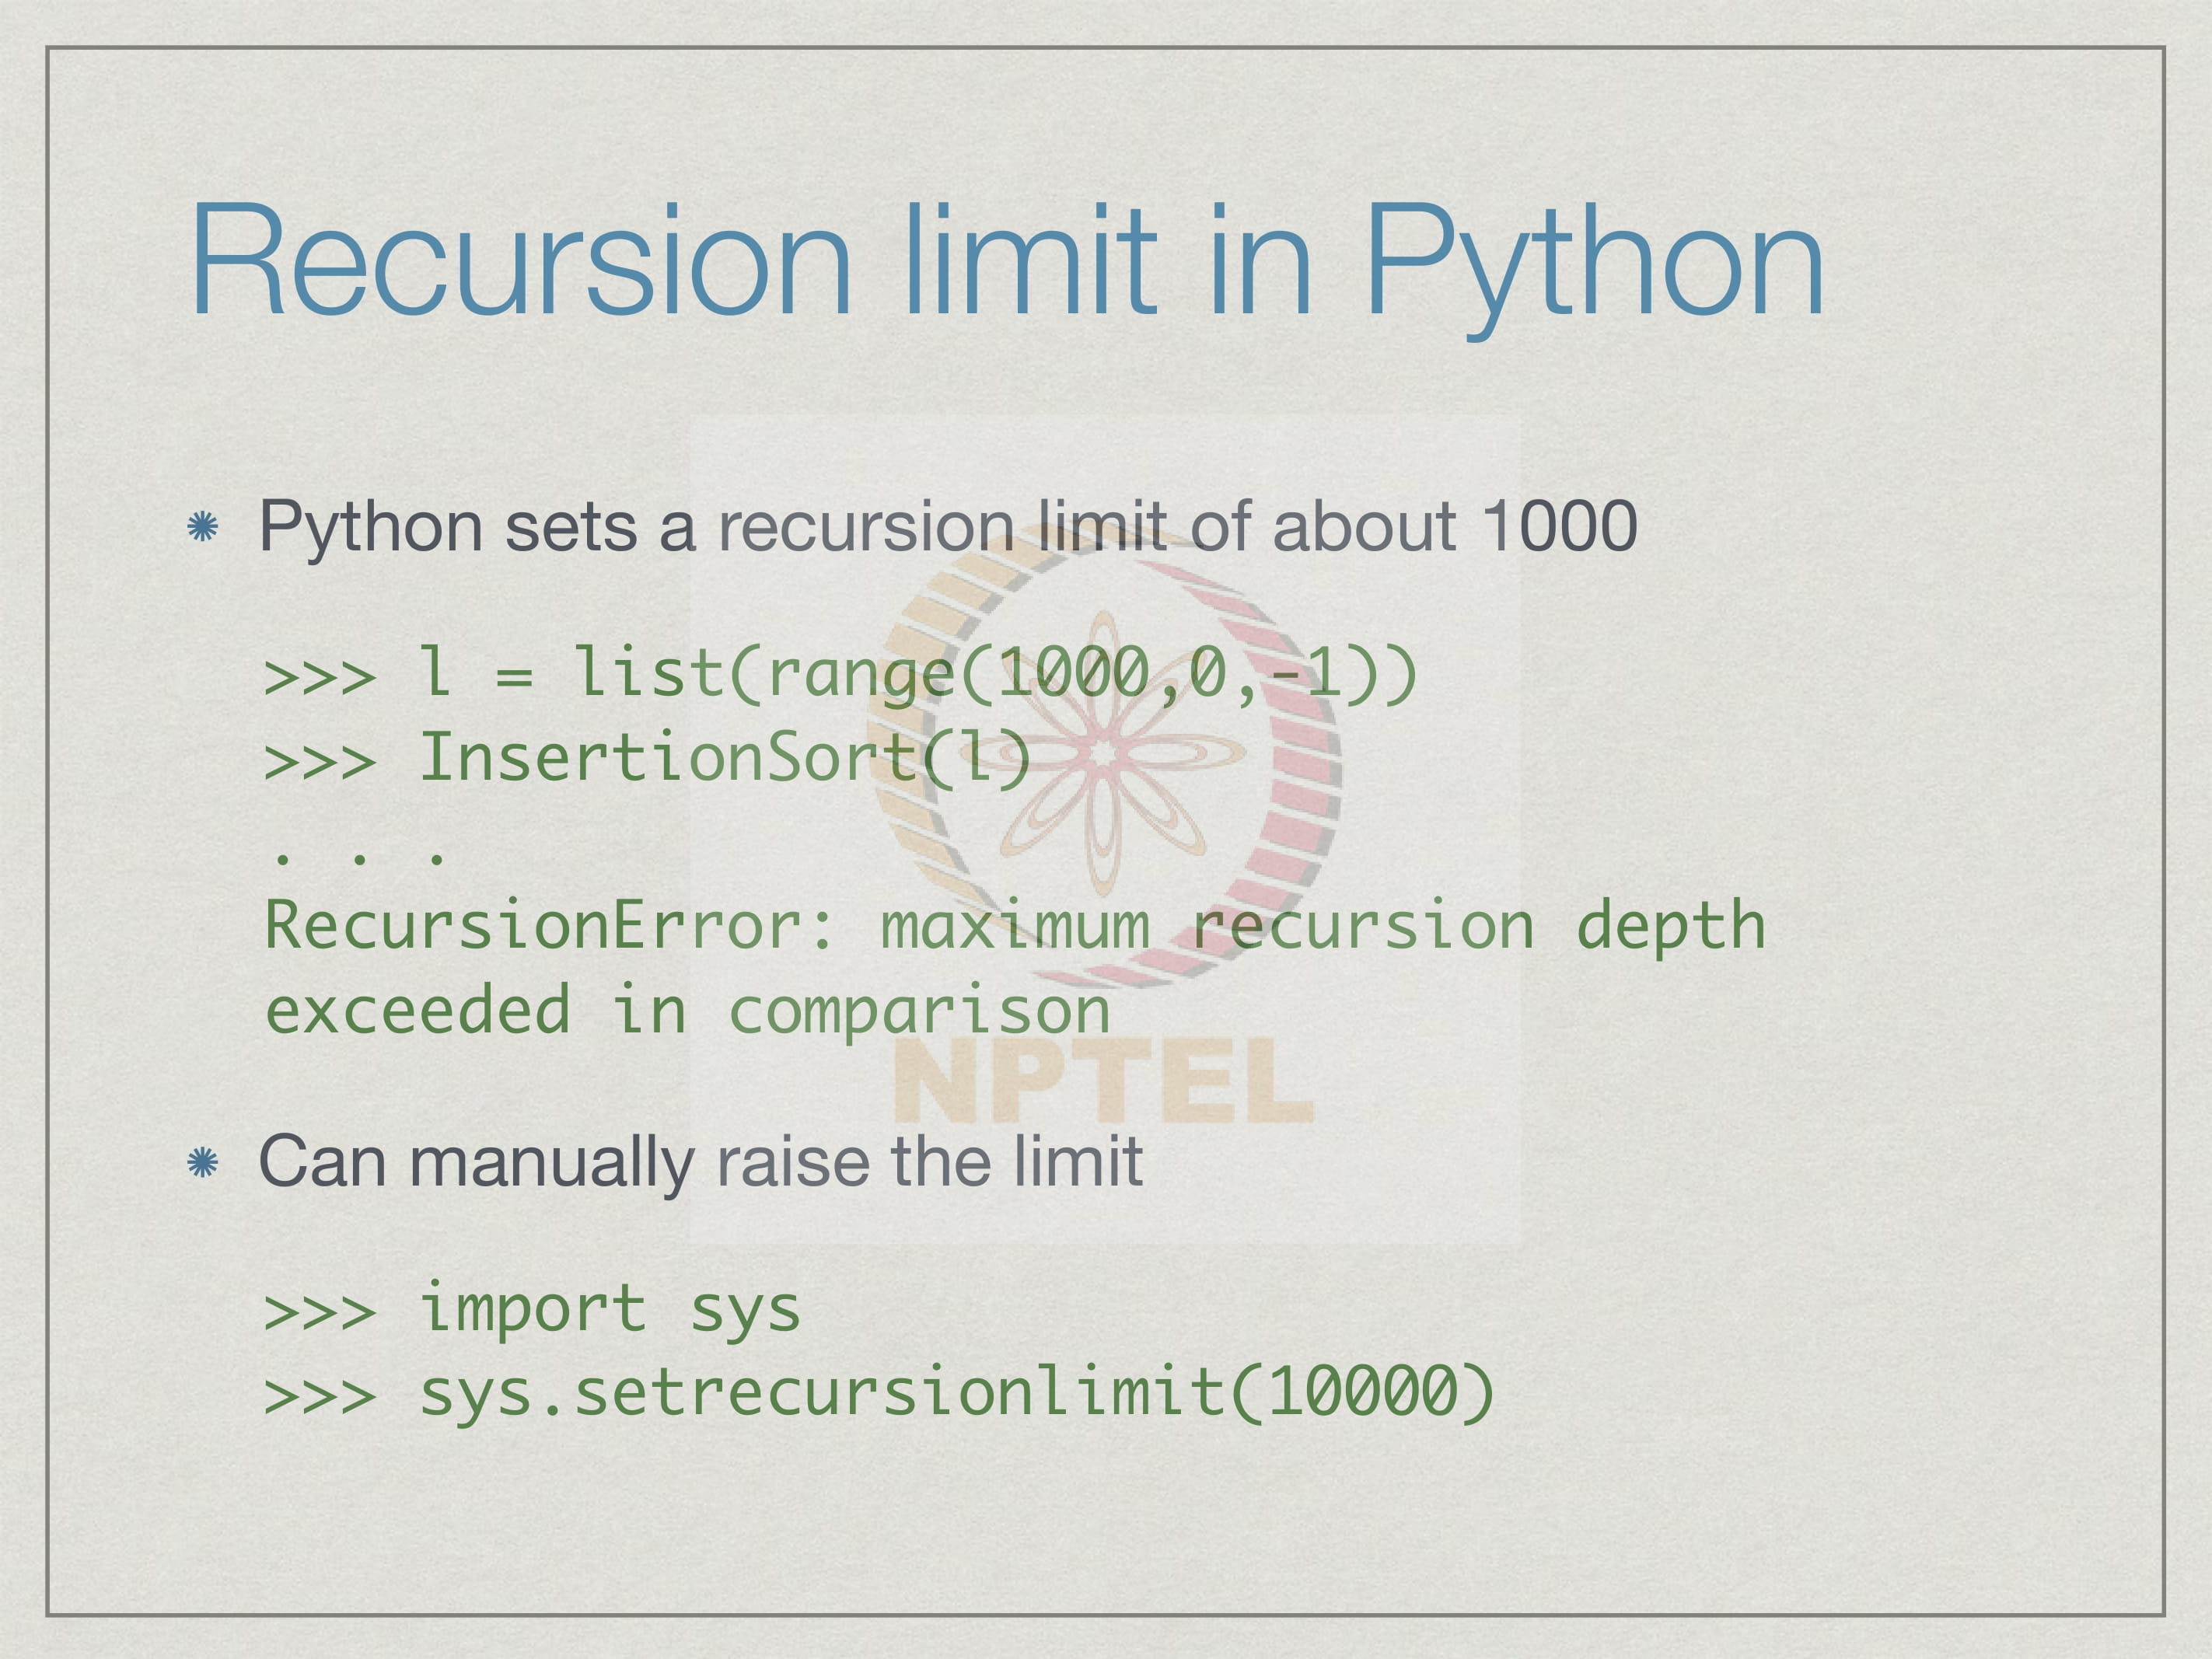 Recursion limit in Python
Python sets a recursion limit of about 1000
>>> l = list(range(1000,0,-1))
>>> InsertionSort(l)
. . .
RecursionError: maximum recursion depth
exceeded in comparison
NPTEL
Can manually raise the limit
>>> import sys
>>> sys.setrecursionlimit(10000)